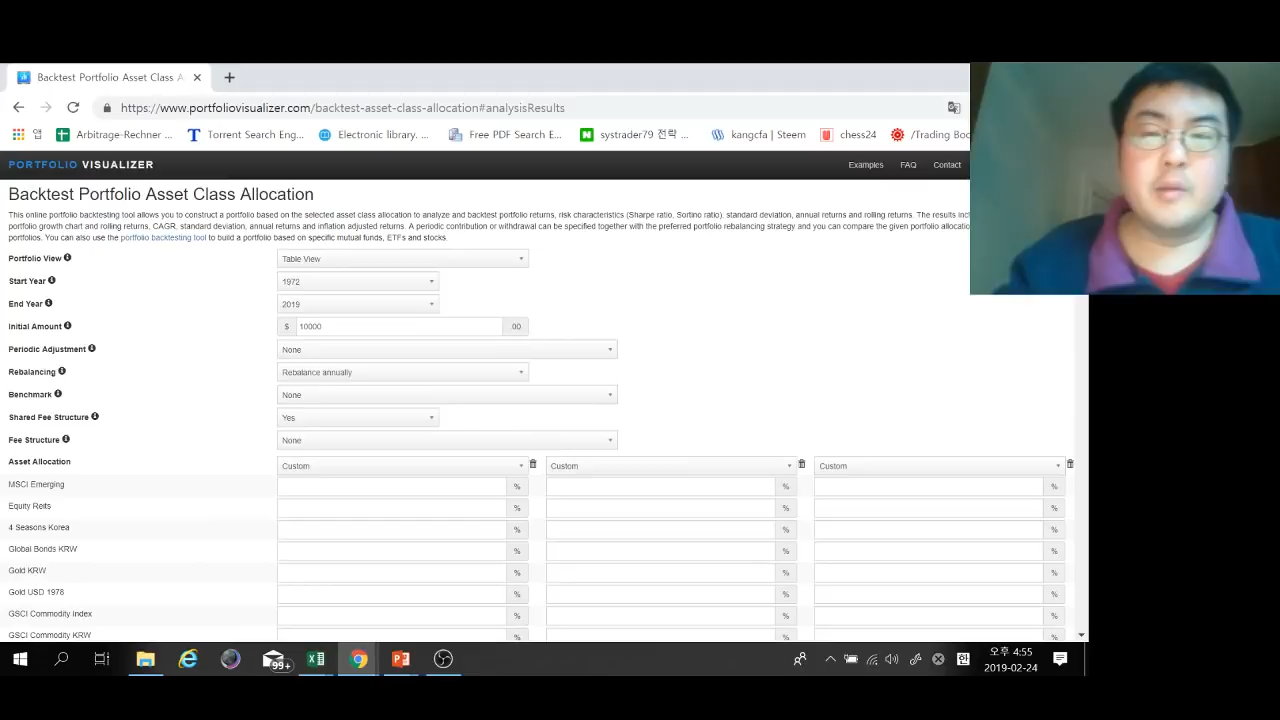 Backtest Portfolio Asset Class A
https://www.portfoliovisualizer.com/backtest-asset-class-allocation#analysisResults
앱 Arbitrage-Rechner ... Torrent Search Eng... Electronic library. ... Free PDF Search E... systrader79 전략 ... kangcfa | Steem chess24 /Trading Boo
PORTFOLIO VISUALIZER Examples FAQ Contact
Backtest Portfolio Asset Class Allocation
This online portfolio backtesting tool allows you to construct a portfolio based on the selected asset class allocation to analyze and backtest portfolio returns, risk characteristics (Sharpe ratio, Sortino ratio), standard deviation, annual returns and rolling returns. The results inc
portfolio growth chart and rolling returns, CAGR, standard deviation, annual returns and inflation adjusted returns. A periodic contribution or withdrawal can be specified together with the preferred portfolio rebalancing strategy and you can compare the given portfolio allocatio
portfolios. You can also use the portfolio backtesting tool to build a portfolio based on specific mutual funds, ETFs and stocks.
Portfolio View Table View
Start Year 1972
End Year 2019
Initial Amount $ 10000 .00
Periodic Adjustment None
Rebalancing Rebalance annually
Benchmark None
Shared Fee Structure Yes
Fee Structure None
Asset Allocation Custom Custom Custom
MSCI Emerging % % %
Equity Reits % % %
4 Seasons Korea % % %
Global Bonds KRW % % %
Gold KRW % % %
Gold USD 1978 % % %
GSCI Commodity Index % % %
GSCI Commodity KRW % % %
99+
한
오후 4:55
2019-02-24